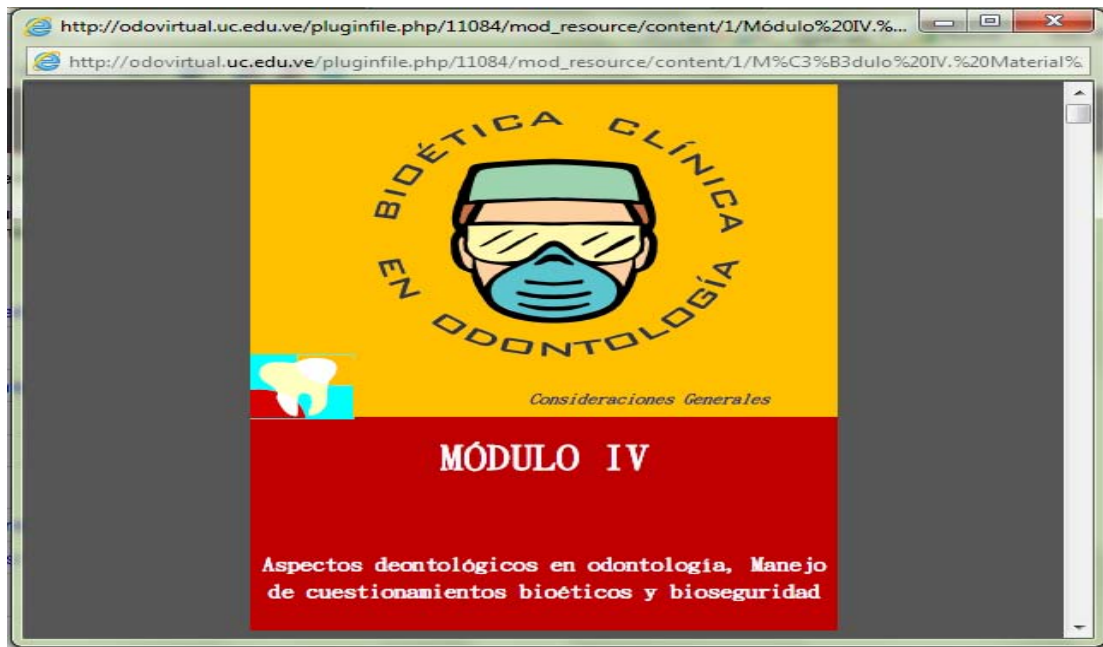 http://odovirtual.uc.edu.ve/pluginfile.php/11084/mod_resource/content/1/Módulo%20IV.%...
http://odovirtual.uc.edu.ve/pluginfile.php/11084/mod_resource/content/1/M%C3%B3dulo%20IV.%20Material%
BIOÉTICA CLÍNICA
EN ODONTOLOGÍA
Consideraciones Generales
MÓDULO IV
Aspectos deontológicos en odontología, Manejo
de cuestionamientos bioéticos y bioseguridad